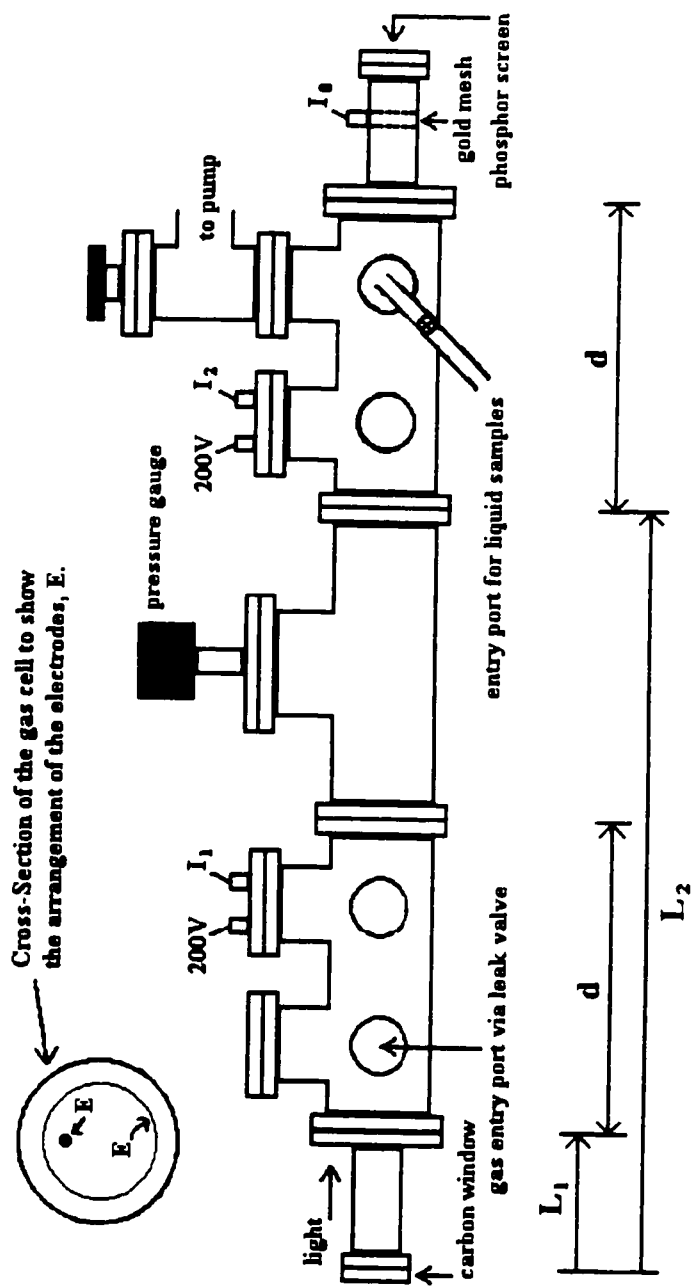 Cross-Section of the gas cell to show
the arrangement of the electrodes, E.
E
E
pressure gauge
200V
I₁
200V
I₂
to pump
I₀
light
carbon window
gas entry port via leak valve
entry port for liquid samples
gold mesh
phosphor screen
L₁
d
L₂
d